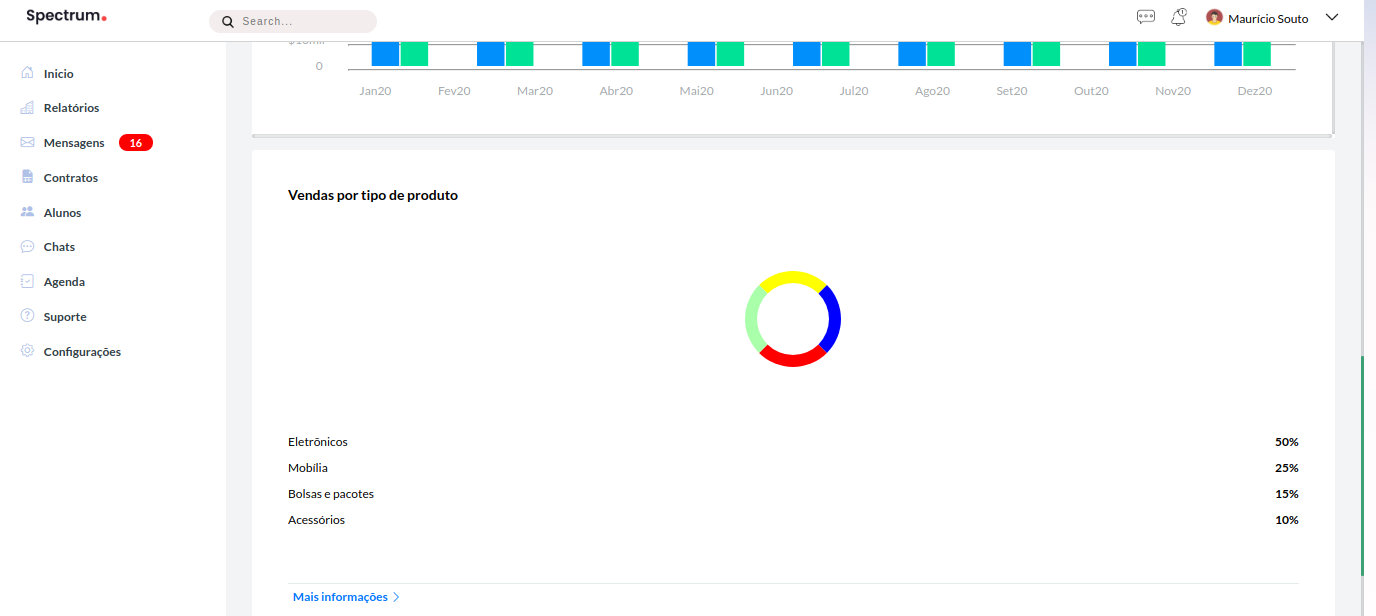 Spectrum.
Search...
1
Maurício Souto
Inicio
Relatórios
Mensagens 16
Contratos
Alunos
Chats
Agenda
Suporte
Configurações
0
Jan20 Fev20 Mar20 Abr20 Mai20 Jun20 Jul20 Ago20 Set20 Out20 Nov20 Dez20
Vendas por tipo de produto
Eletrônicos 50%
Mobília 25%
Bolsas e pacotes 15%
Acessórios 10%
Mais informações